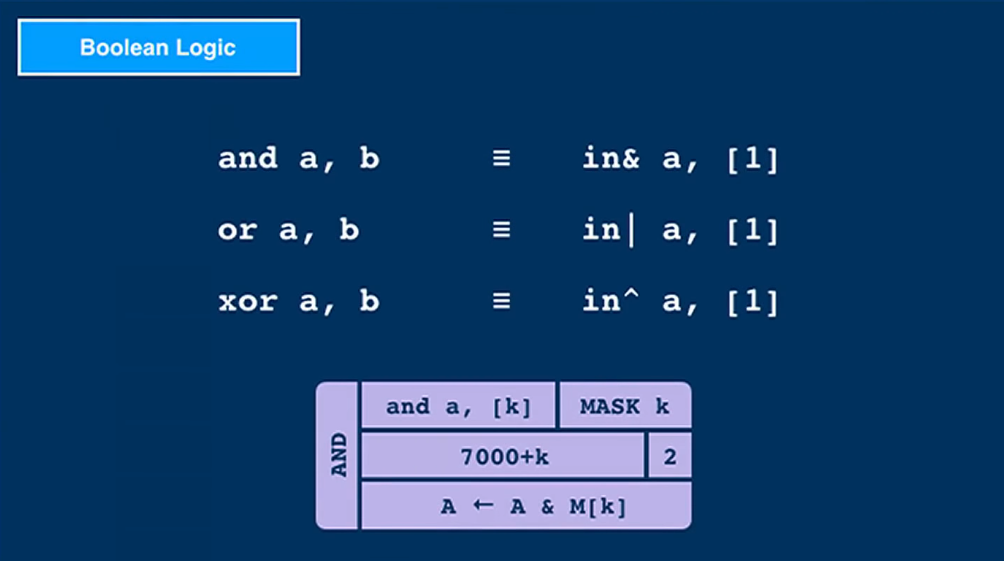 Boolean Logic
and a, b ≡ in& a, [1]
or a, b ≡ in| a, [1]
xor a, b ≡ in^ a, [1]
AND
and a, [k] MASK k
7000+k 2
A ← A & M[k]